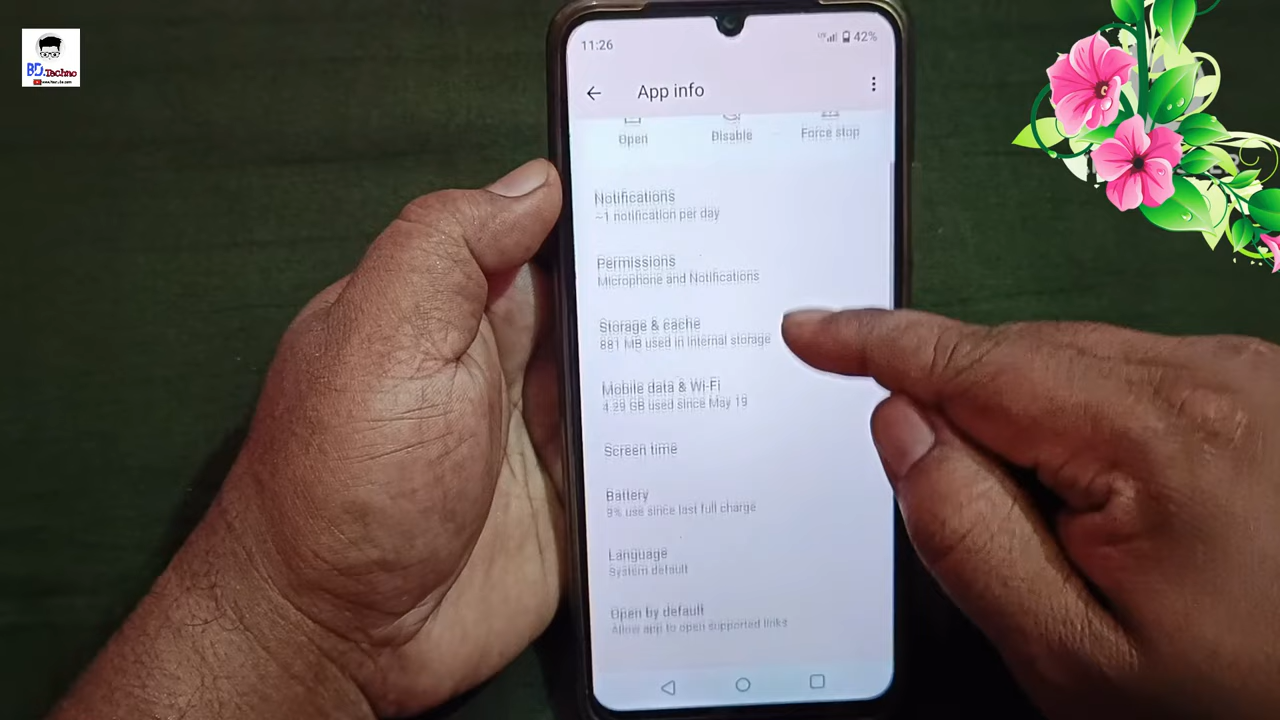 BD.Techno
11:26
42%
App info
Open
Disable
Force stop
Notifications
~1 notification per day
Permissions
Microphone and Notifications
Storage & cache
881 MB used in internal storage
Mobile data & Wi-Fi
4.29 GB used since May 19
Screen time
Battery
9% use since last full charge
Language
System default
Open by default
Allow app to open supported links